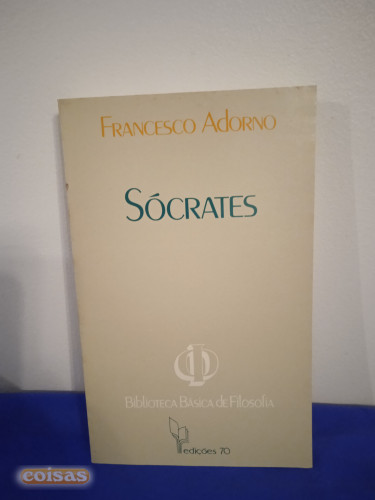 FRANCESCO ADORNO
SÓCRATES
BIBLIOTECA BÁSICA DE FILOSOFIA
edições 70
coisas